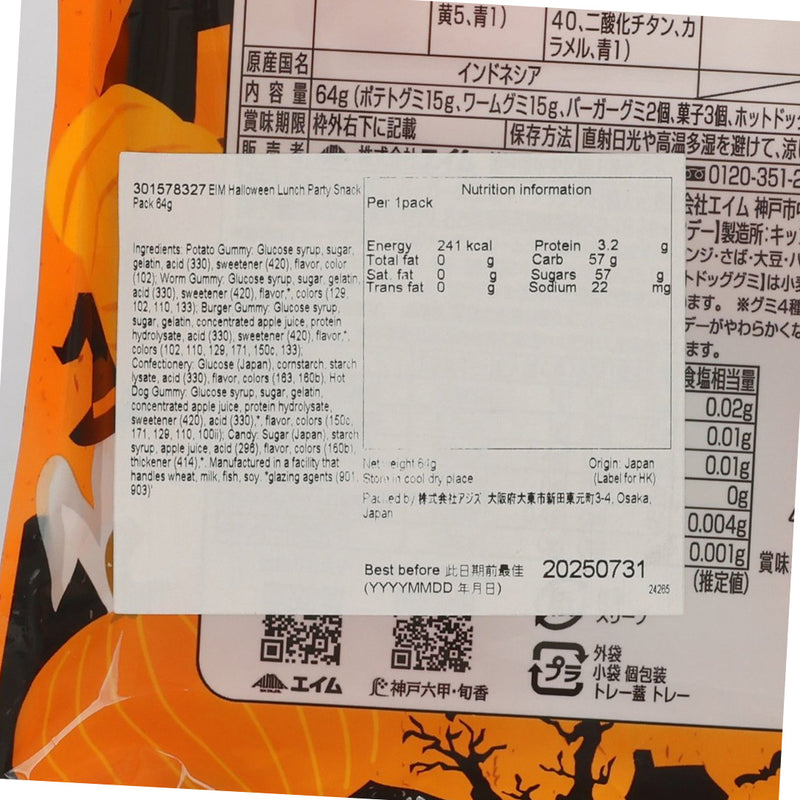 黄5、青1)
40、二酸化チタン、カ
ラメル、青1)
原産国名 インドネシア
内容量 64g (ポテトグミ15g、ワームグミ15g、バーガーグミ2個、菓子3個、ホットドッ
賞味期限 枠外右下に記載 保存方法 直射日光や高温多湿を避けて、涼
販売者 株式会社エイム
0120-351-2
会社エイム 神戸市中
デー】製造所:キッ
ンジ・さば・大豆・バ
トドッググミ】は小麦
ます。 ※グミ4種
デーがやわらかくな
ます。
301578327 EIM Halloween Lunch Party Snack
Pack 64g
Ingredients: Potato Gummy: Glucose syrup, sugar,
gelatin, acid (330), sweetener (420), flavor, color
(102); Worm Gummy: Glucose syrup, sugar, gelatin,
acid (330), sweetener (420), flavor,*, colors (129,
102, 110, 133); Burger Gummy: Glucose syrup,
sugar, gelatin, concentrated apple juice, protein
hydrolysate, acid (330), sweetener (420), flavor,*,
colors (102, 110, 129, 171, 150c, 133);
Confectionery: Glucose (Japan), cornstarch, starch
lysate, acid (330), flavor, colors (163, 160b); Hot
Dog Gummy: Glucose syrup, sugar, gelatin,
concentrated apple juice, protein hydrolysate,
sweetener (420), acid (330),*, flavor, colors (150c,
171, 129, 110, 100ii); Candy: Sugar (Japan), starch
syrup, apple juice, acid (296), flavor, colors (160b),
thickener (414),*. Manufactured in a facility that
handles wheat, milk, fish, soy. *glazing agents (901,
903)
Nutrition information
Per 1pack
Energy 241 kcal Protein 3.2 g
Total fat 0 g Carb 57 g
Sat. fat 0 g Sugars 57 g
Trans fat 0 g Sodium 22 mg
Net weight 64g Origin: Japan
Store in cool dry place (Label for HK)
Packed by 株式会社アジズ 大阪府大東市新田東元町3-4, Osaka,
Japan
Best before 此日期前最佳 20250731
(YYYYMMDD 年月日) 24265
食塩相当量
0.02g
0.01g
0.01g
0g
0.004g
0.001g
(推定値)
賞味
エイム
神戸六甲・旬香
スリーブ
プラ
外袋
小袋 個包装
トレー蓋 トレー